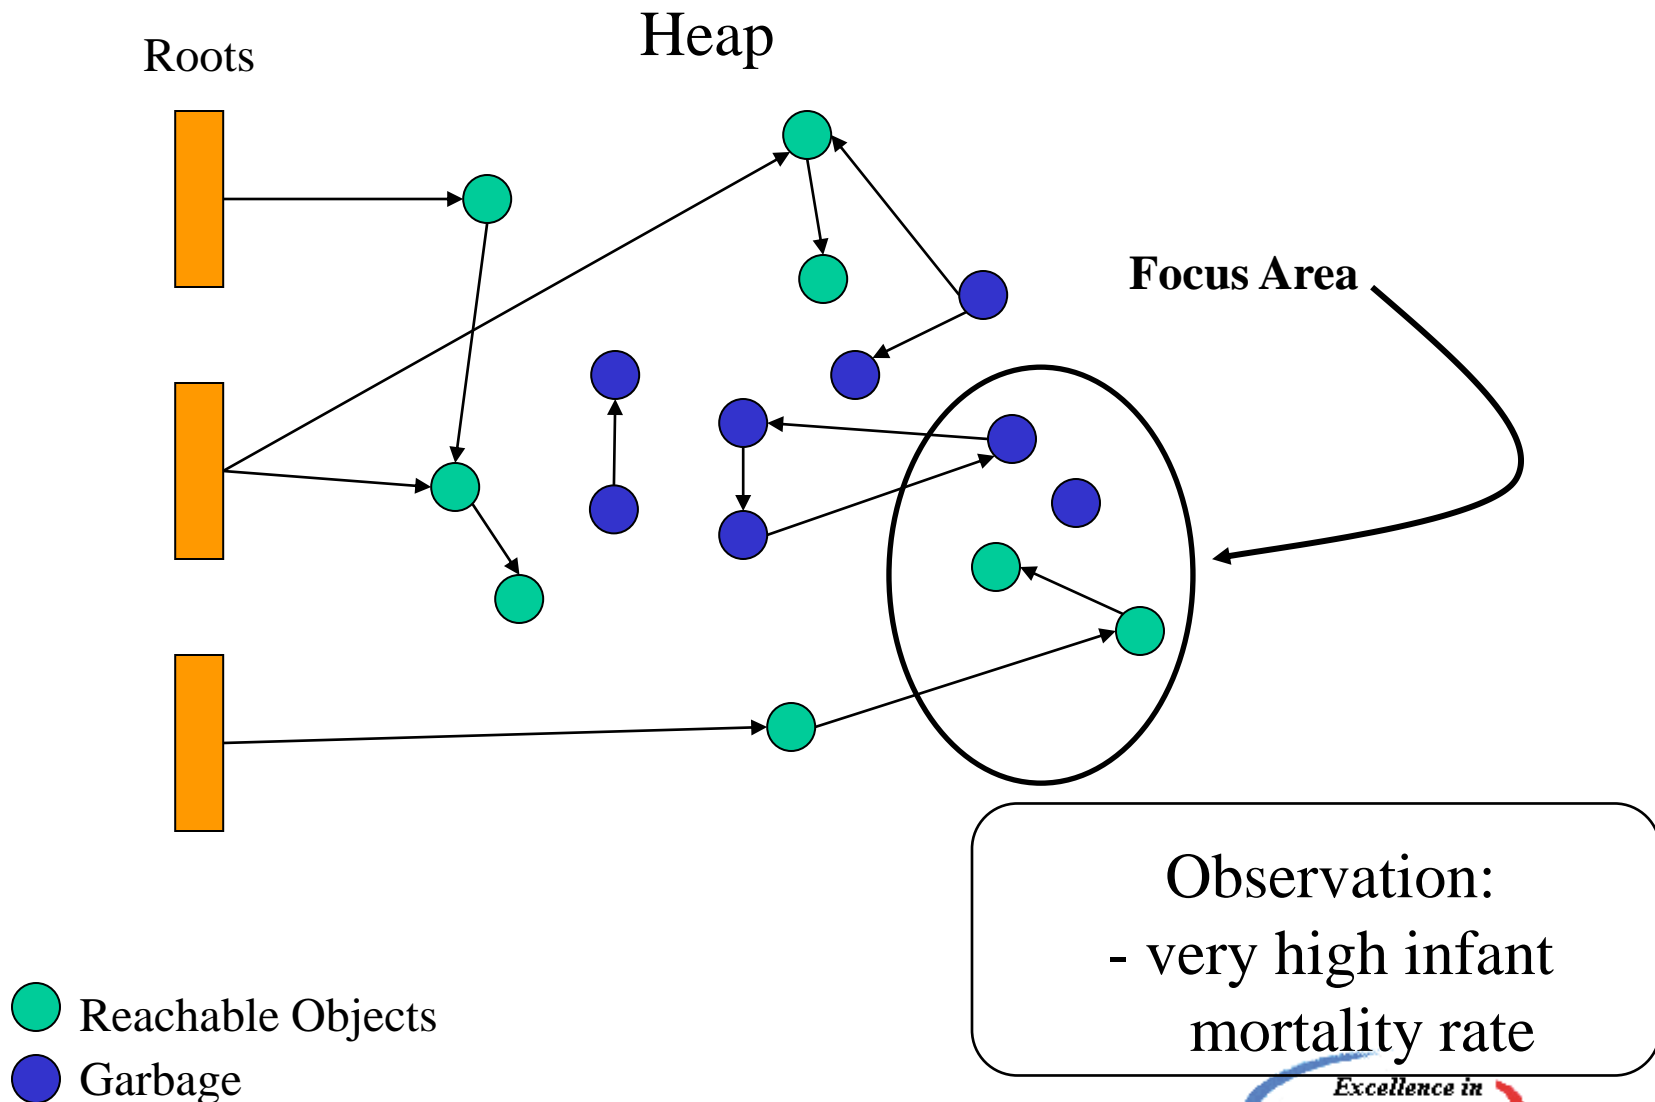 Heap
Roots
Focus Area
Observation:
- very high infant
mortality rate
Reachable Objects
Garbage
Excellence in